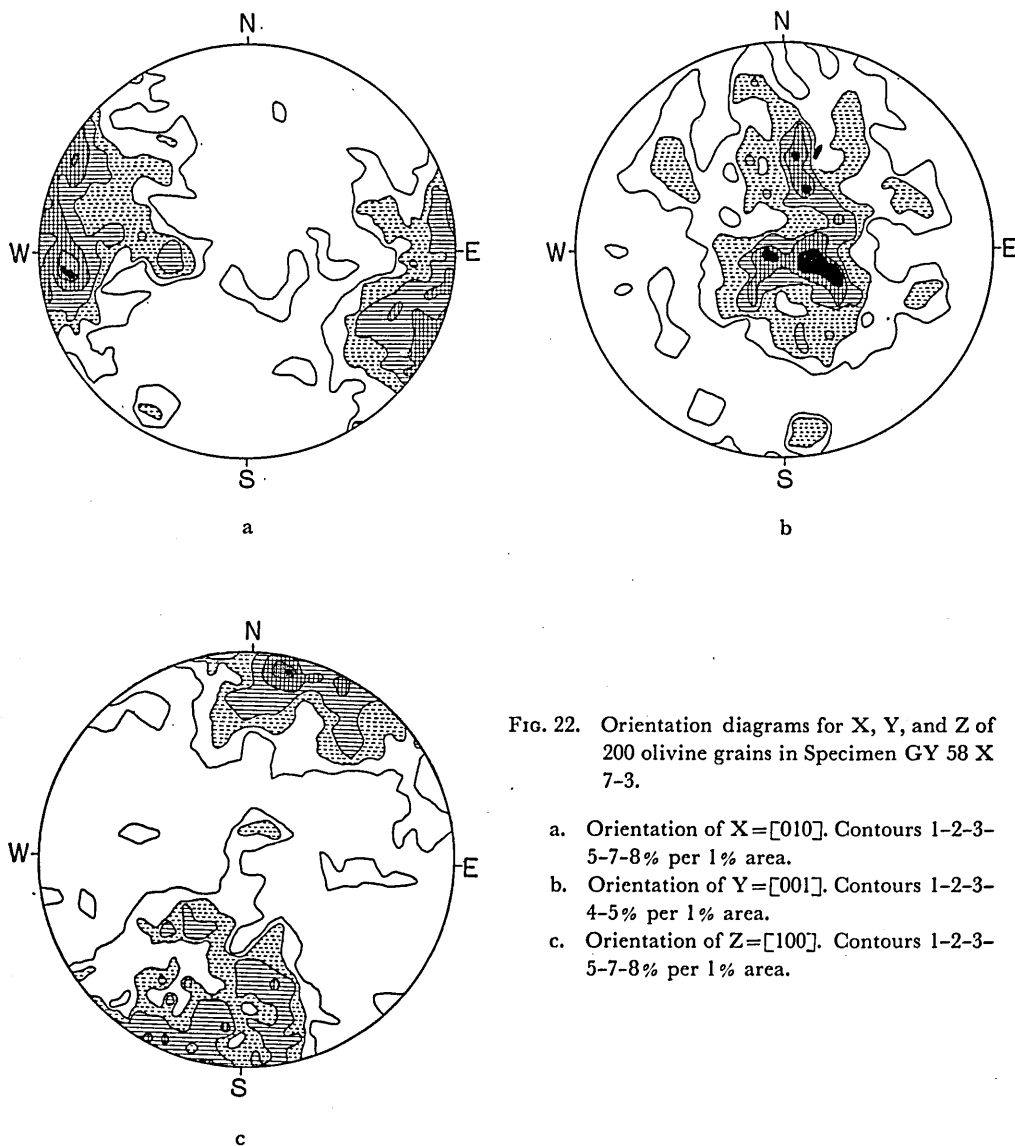 N
W
E
S
a
N
W
E
S
b
N
W
E
S
c
FIG. 22. Orientation diagrams for X, Y, and Z of
200 olivine grains in Specimen GY 58 X
7-3.
a. Orientation of X=[010]. Contours 1-2-3-
5-7-8% per 1% area.
b. Orientation of Y=[001]. Contours 1-2-3-
4-5% per 1% area.
c. Orientation of Z=[100]. Contours 1-2-3-
5-7-8% per 1% area.